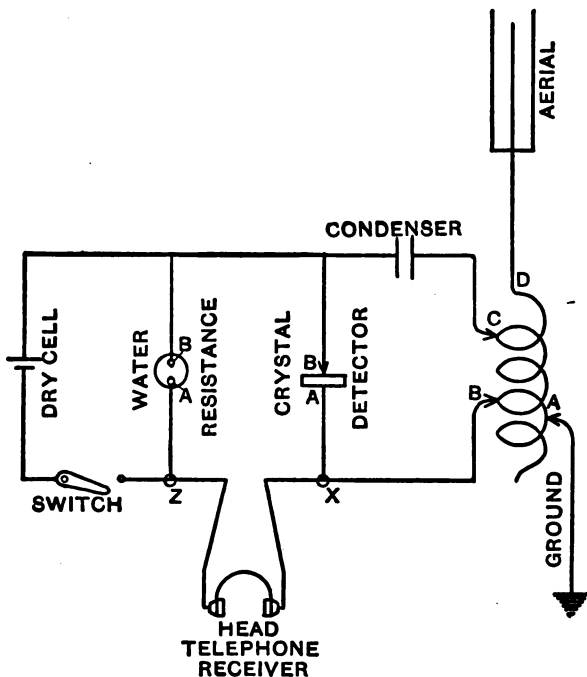 AERIAL
CONDENSER
D
C
B
A
DRY CELL
WATER
RESISTANCE
B
A
CRYSTAL
DETECTOR
B
A
SWITCH
Z
X
GROUND
HEAD
TELEPHONE
RECEIVER